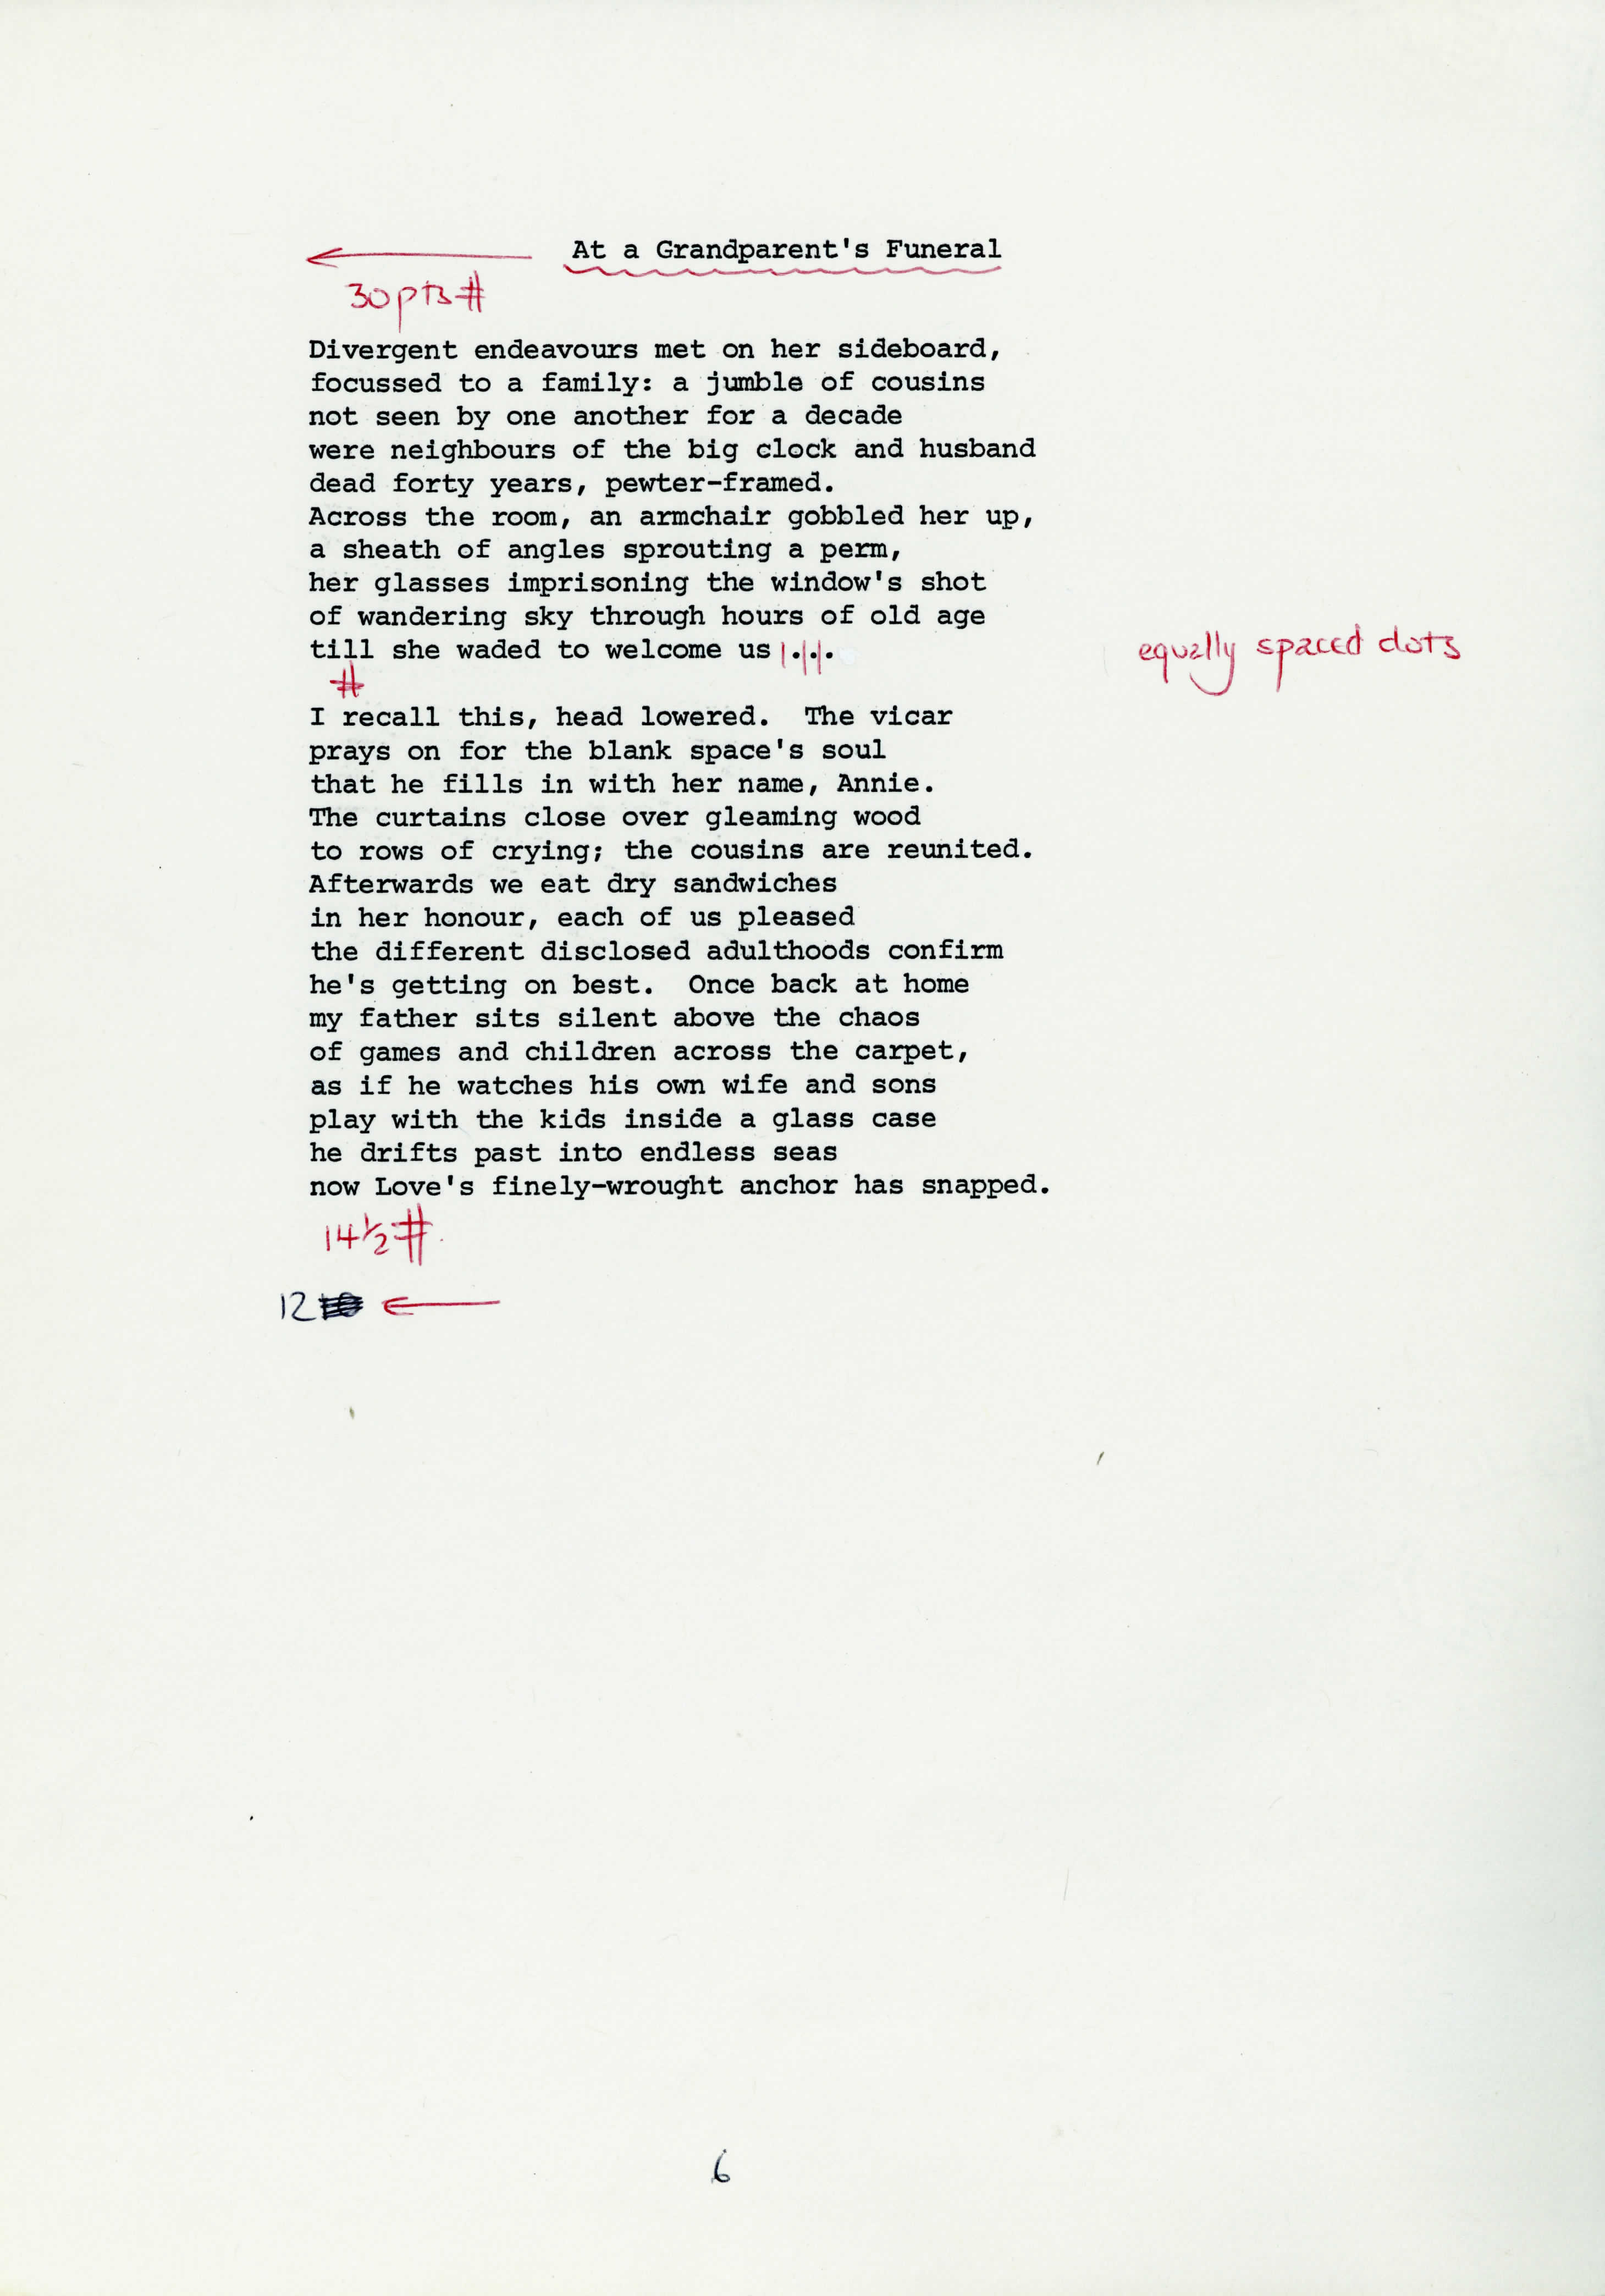 At a Grandparent's Funeral
30pts #
Divergent endeavours met on her sideboard,
focussed to a family: a jumble of cousins
not seen by one another for a decade
were neighbours of the big clock and husband
dead forty years, pewter-framed.
Across the room, an armchair gobbled her up,
a sheath of angles sprouting a perm,
her glasses imprisoning the window's shot
of wandering sky through hours of old age
till she waded to welcome us|.|.|. equally spaced dots
#
I recall this, head lowered.  The vicar
prays on for the blank space's soul
that he fills in with her name, Annie.
The curtains close over gleaming wood
to rows of crying; the cousins are reunited.
Afterwards we eat dry sandwiches
in her honour, each of us pleased
the different disclosed adulthoods confirm
he's getting on best.  Once back at home
my father sits silent above the chaos
of games and children across the carpet,
as if he watches his own wife and sons
play with the kids inside a glass case
he drifts past into endless seas
now Love's finely-wrought anchor has snapped.
14½ #
12
6